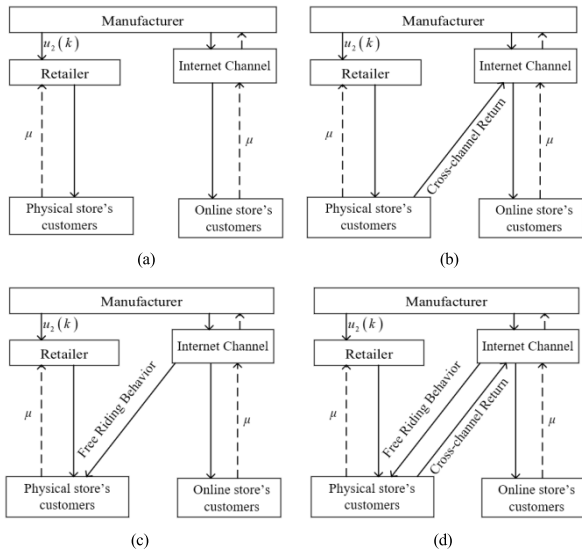 Manufacturer
u₂(k)
Retailer
Internet Channel
μ
μ
Physical store's
customers
Online store's
customers
(a)
Manufacturer
u₂(k)
Retailer
Internet Channel
μ
Cross-channel Return
μ
Physical store's
customers
Online store's
customers
(b)
Manufacturer
u₂(k)
Retailer
Internet Channel
μ
Free Riding Behavior
μ
Physical store's
customers
Online store's
customers
(c)
Manufacturer
u₂(k)
Retailer
Internet Channel
μ
Free Riding Behavior
Cross-channel Return
μ
Physical store's
customers
Online store's
customers
(d)